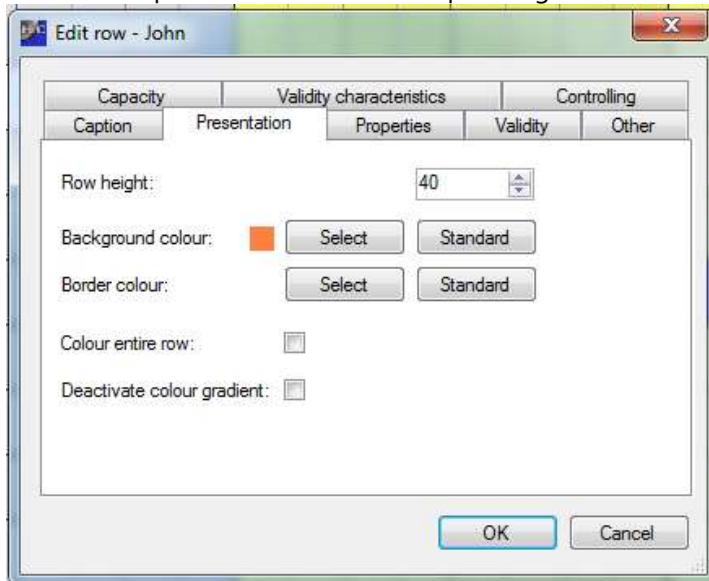 Edit row - John
Capacity Validity characteristics Controlling
Caption Presentation Properties Validity Other
Row height: 40
Background colour: Select Standard
Border colour: Select Standard
Colour entire row:
Deactivate colour gradient:
OK Cancel